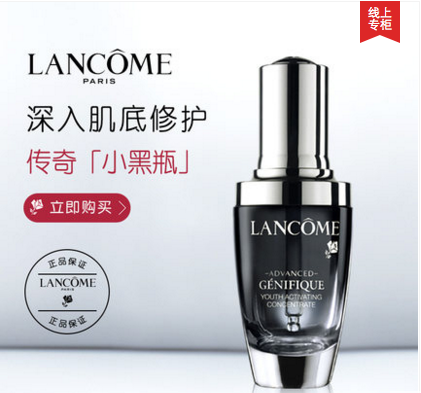 线上
专柜
LANCÔME
PARIS
深入肌底修护
传奇「小黑瓶」
立即购买
正品保证
LANCÔME
PARIS
正品保证
LANCÔME
ADVANCED
GÉNIFIQUE
YOUTH ACTIVATING
CONCENTRATE